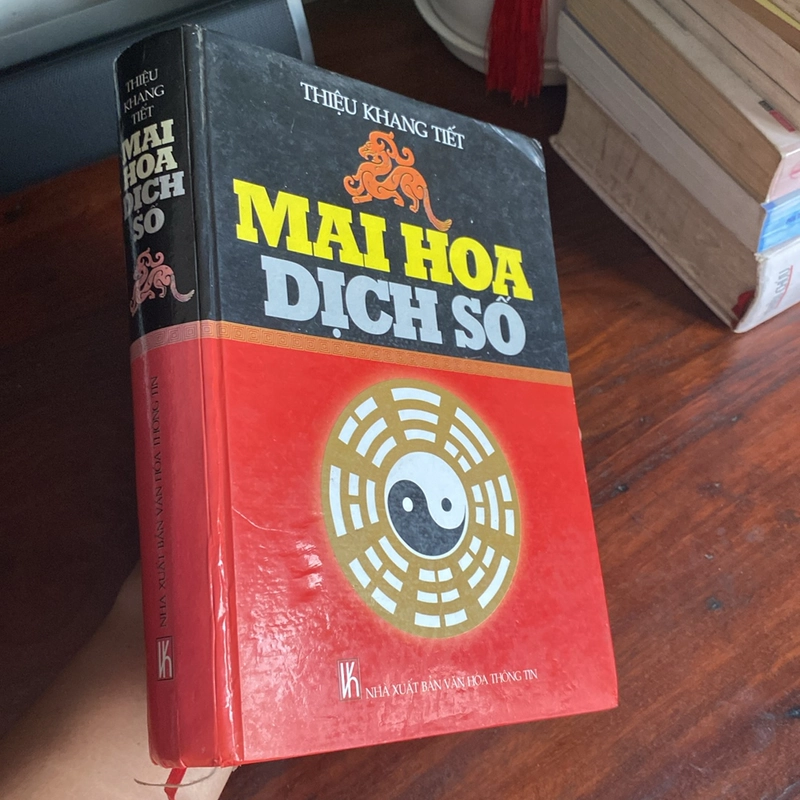 THIỆU
KHANG
TIẾT
MAI
HOA
DỊCH
SỐ
NHÀ XUẤT BẢN VĂN HÓA THÔNG TIN
THIỆU KHANG TIẾT
MAI HOA
DỊCH SỐ
NHÀ XUẤT BẢN VĂN HÓA THÔNG TIN